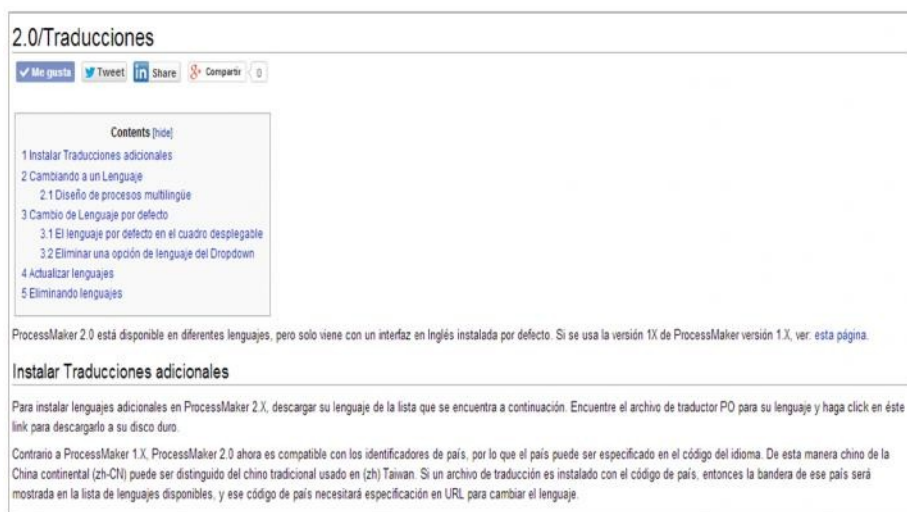 2.0/Traducciones
Me gusta Tweet in Share g+ Compartir 0
Contents [hide]
1 Instalar Traducciones adicionales
2 Cambiando a un Lenguaje
2.1 Diseño de procesos multilingüe
3 Cambio de Lenguaje por defecto
3.1 El lenguaje por defecto en el cuadro desplegable
3.2 Eliminar una opción de lenguaje del Dropdown
4 Actualizar lenguajes
5 Eliminando lenguajes
ProcessMaker 2.0 está disponible en diferentes lenguajes, pero solo viene con un interfaz en Inglés instalada por defecto. Si se usa la versión 1X de ProcessMaker versión 1.X, ver: esta página.
Instalar Traducciones adicionales
Para instalar lenguajes adicionales en ProcessMaker 2.X, descargar su lenguaje de la lista que se encuentra a continuación. Encuentre el archivo de traductor PO para su lenguaje y haga click en éste
link para descargarlo a su disco duro.
Contrario a ProcessMaker 1.X, ProcessMaker 2.0 ahora es compatible con los identificadores de país, por lo que el país puede ser especificado en el código del idioma. De esta manera chino de la
China continental (zh-CN) puede ser distinguido del chino tradicional usado en (zh) Taiwan. Si un archivo de traducción es instalado con el código de país, entonces la bandera de ese país será
mostrada en la lista de lenguajes disponibles, y ese código de país necesitará especificación en URL para cambiar el lenguaje.